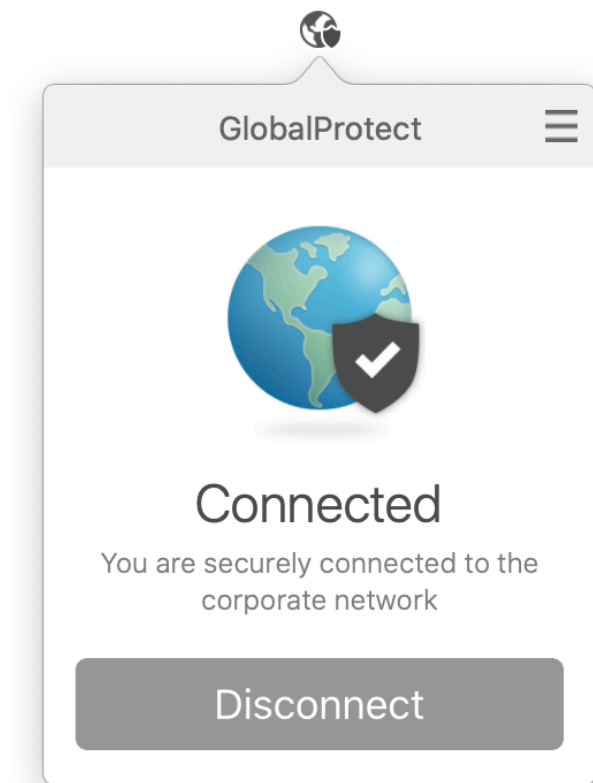 GlobalProtect
Connected
You are securely connected to the
corporate network
Disconnect